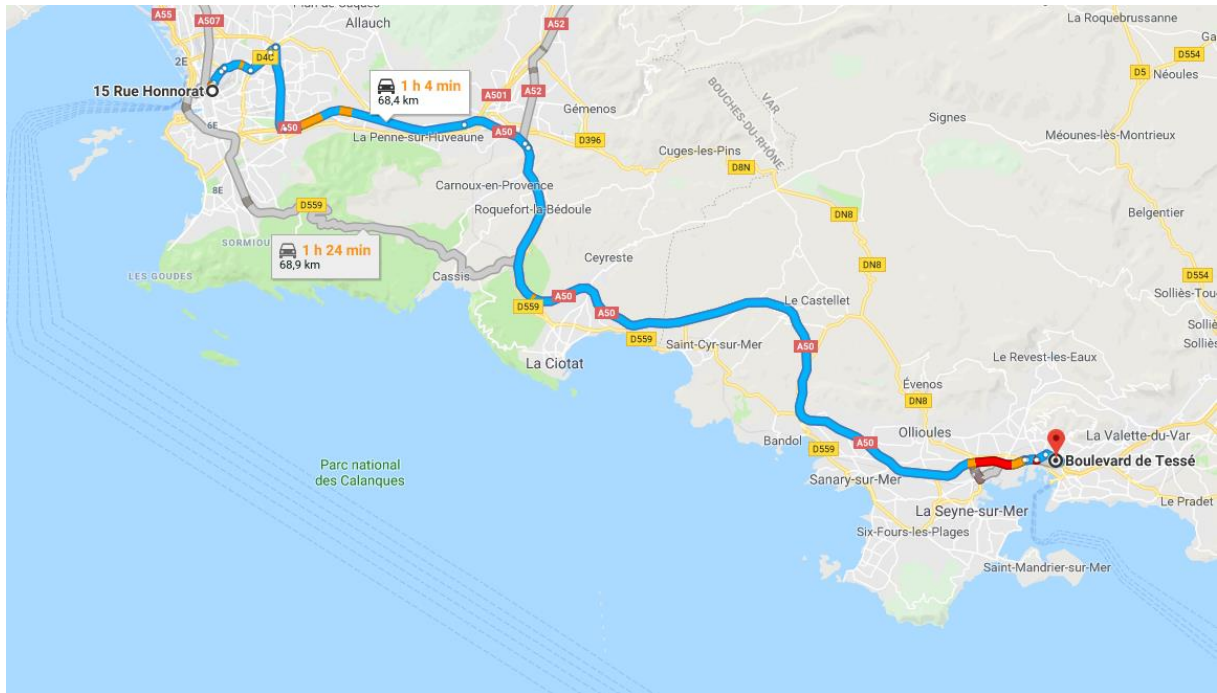 Allauch
A55
A507
A52
La Roquebrussanne
D554
2E
D4C
15 Rue Honnorat
1 h 4 min
68,4 km
A501
A52
Gémenos
D5
Néoules
BOUCHES-DU-RHÔNE
VAR
6E
A50
La Penne-sur-Huveaune
A50
D396
Signes
Méounes-lès-Montrieux
Cuges-les-Pins
D8N
8E
Carnoux-en-Provence
D559
Roquefort-la-Bédoule
DN8
Belgentier
1 h 24 min
68,9 km
LES GOUDES
Cassis
Ceyreste
DN8
D554
D559
A50
A50
Le Castellet
D559
Saint-Cyr-sur-Mer
A50
Le Revest-les-Eaux
La Ciotat
Évenos
DN8
Bandol
D559
A50
Ollioules
La Valette-du-Var
Boulevard de Tessé
Parc national
des Calanques
Sanary-sur-Mer
La Seyne-sur-Mer
Le Pradet
Six-Fours-les-Plages
Saint-Mandrier-sur-Mer